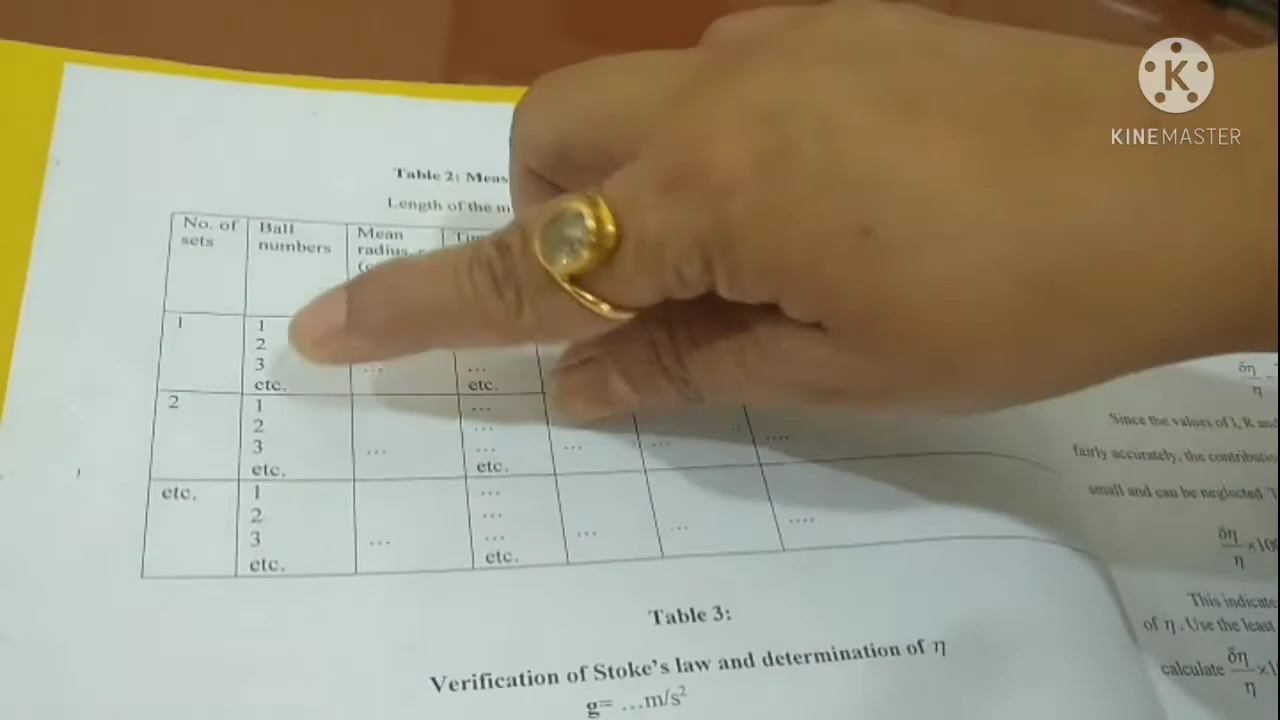 KINEMASTER
Table 2:
Length of the
No. of sets
Ball numbers
Mean radius
1
1
2
3
etc.
...
...
etc.
2
1
2
3
etc.
...
...
...
...
etc.
...
...
....
etc.
1
2
3
etc.
...
...
...
...
etc.
...
...
....
Table 3:
Verification of Stoke's law and determination of η
g= ...m/s²
δη
η
Since the values of l, R and
fairly accurately, the
small and can be neglected
δη/η ×
This
of η. Use the least
calculate δη/η ×